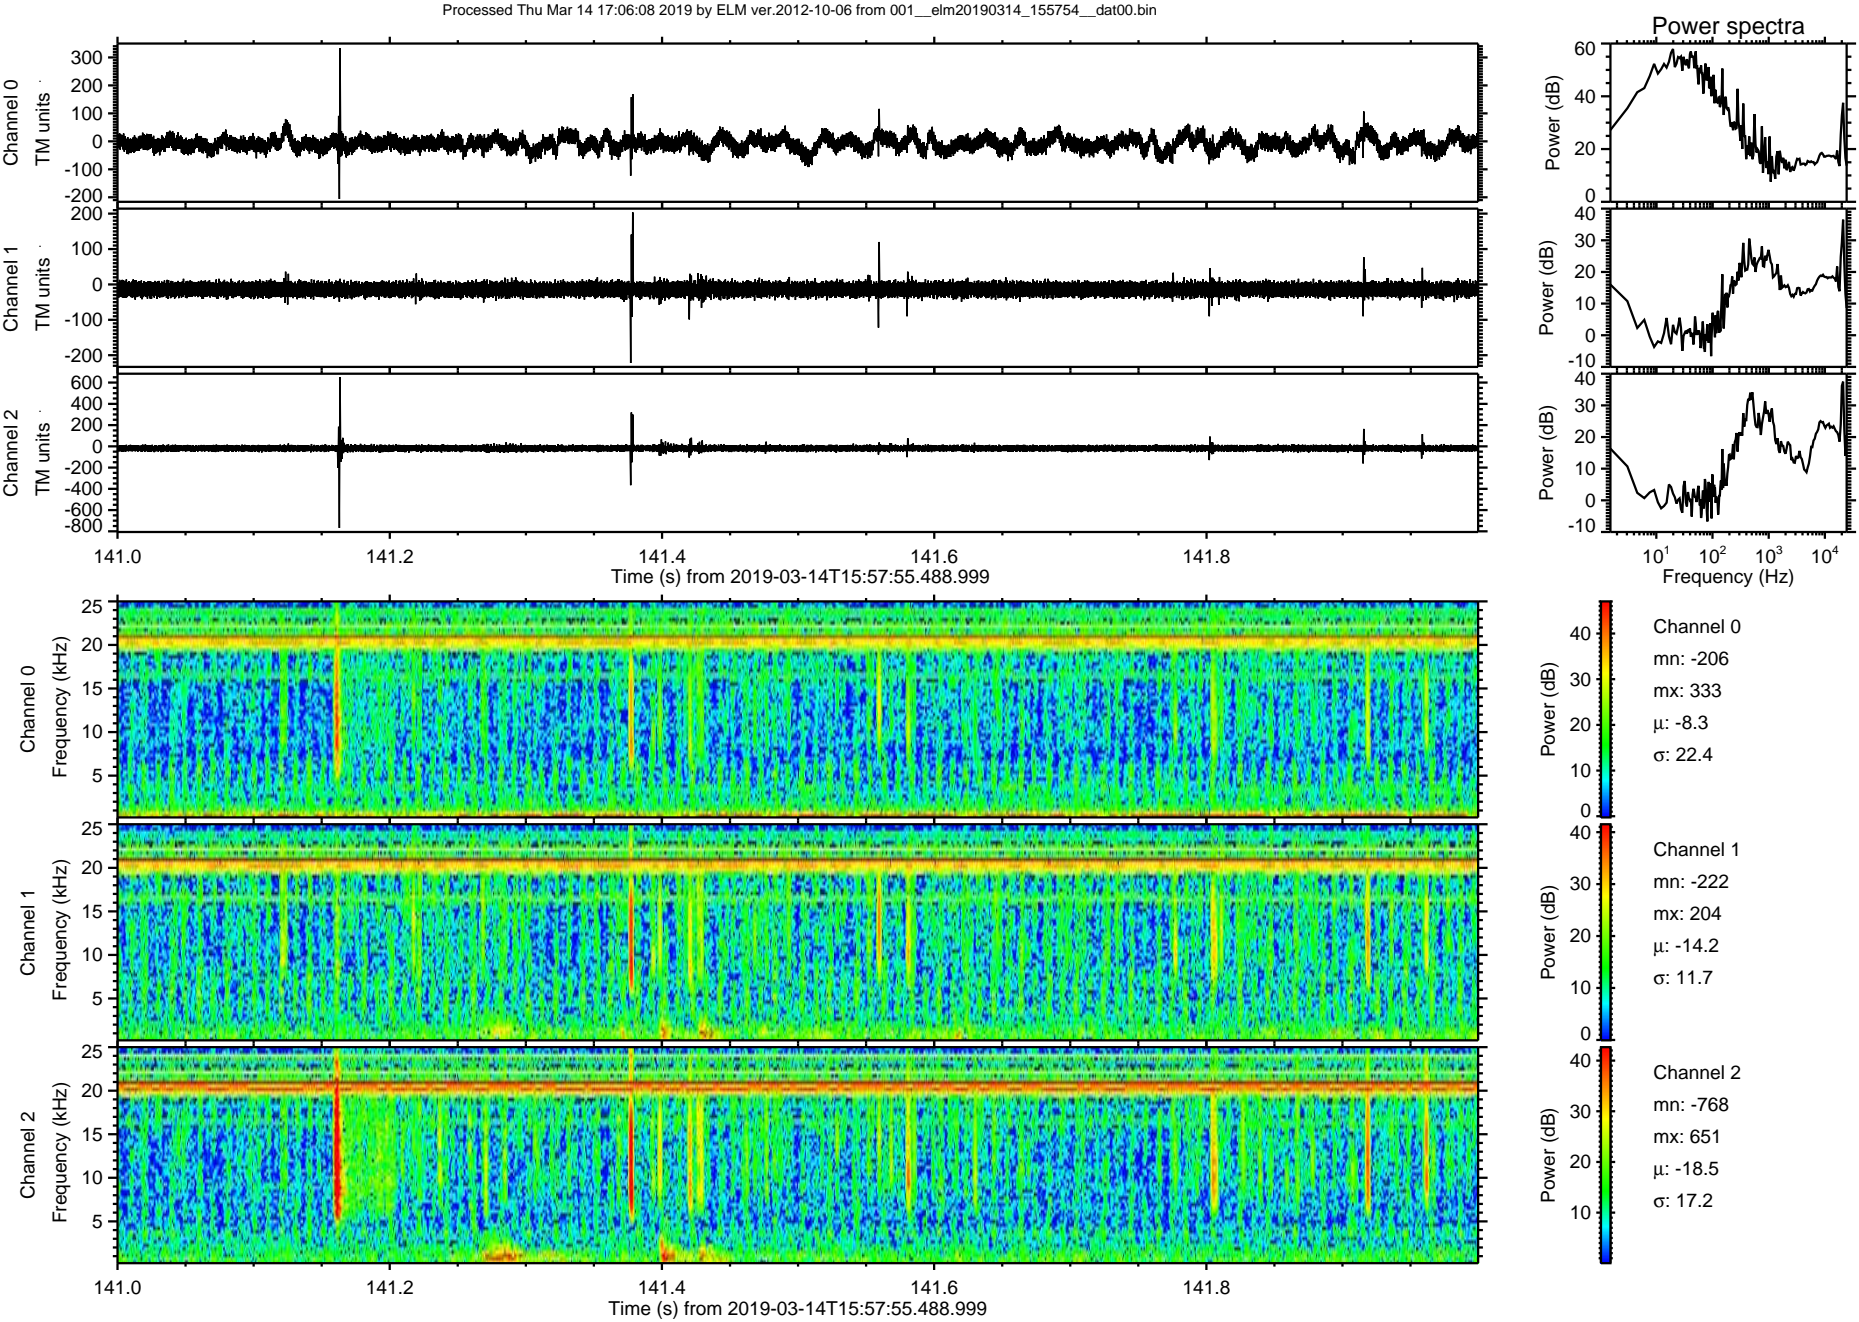 Processed Thu Mar 14 17:06:08 2019 by ELM ver.2012-10-06 from 001__elm20190314_155754__dat00.bin
Power spectra
Channel 0
TM units
300
200
100
0
-100
-200
Power (dB)
60
40
20
0
Channel 1
TM units
200
100
0
-100
-200
Power (dB)
40
30
20
10
0
-10
Channel 2
TM units
600
400
200
0
-200
-400
-600
-800
Power (dB)
40
30
20
10
0
-10
141.0 141.2 141.4 141.6 141.8
Time (s) from 2019-03-14T15:57:55.488.999
10^1 10^2 10^3 10^4
Frequency (Hz)
Channel 0
Frequency (kHz)
25
20
15
10
5
Power (dB)
40
30
20
10
0
Channel 0
mn: -206
mx: 333
μ: -8.3
σ: 22.4
Channel 1
Frequency (kHz)
25
20
15
10
5
Power (dB)
40
30
20
10
0
Channel 1
mn: -222
mx: 204
μ: -14.2
σ: 11.7
Channel 2
Frequency (kHz)
25
20
15
10
5
Power (dB)
40
30
20
10
Channel 2
mn: -768
mx: 651
μ: -18.5
σ: 17.2
141.0 141.2 141.4 141.6 141.8
Time (s) from 2019-03-14T15:57:55.488.999